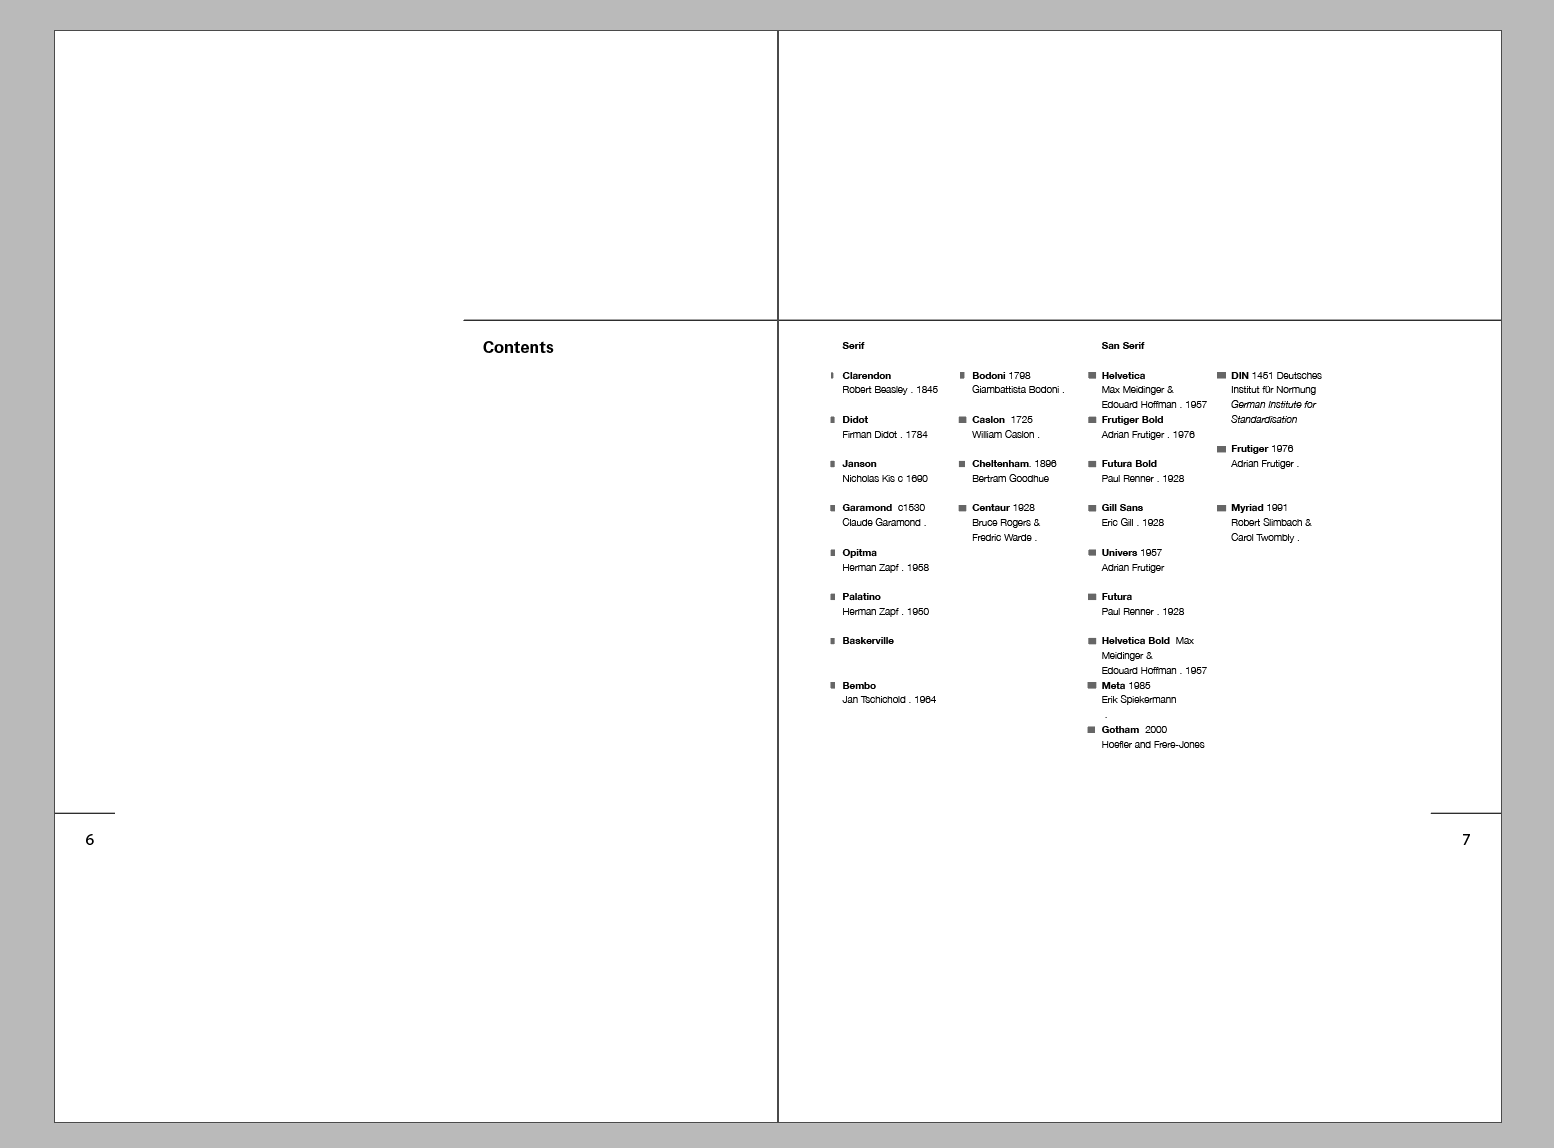 Contents
Serif
Clarendon
Robert Beasley . 1845
Didot
Firman Didot . 1784
Janson
Nicholas Kis c 1690
Garamond c1530
Claude Garamond .
Opitma
Herman Zapf . 1958
Palatino
Herman Zapf . 1950
Baskerville
Bembo
Jan Tschichold . 1964
Bodoni 1798
Giambattista Bodoni .
Caslon 1725
William Caslon .
Cheltenham. 1896
Bertram Goodhue
Centaur 1928
Bruce Rogers &
Fredric Warde .
San Serif
Helvetica
Max Meidinger &
Edouard Hoffman . 1957
Frutiger Bold
Adrian Frutiger . 1976
Futura Bold
Paul Renner . 1928
Gill Sans
Eric Gill . 1928
Univers 1957
Adrian Frutiger
Futura
Paul Renner . 1928
Helvetica Bold Max
Meidinger &
Edouard Hoffman . 1957
Meta 1985
Erik Spiekermann
.
Gotham 2000
Hoefler and Frere-Jones
DIN 1451 Deutsches
Institut für Normung
German Institute for
Standardisation
Frutiger 1976
Adrian Frutiger .
Myriad 1991
Robert Slimbach &
Carol Twombly .
6
7